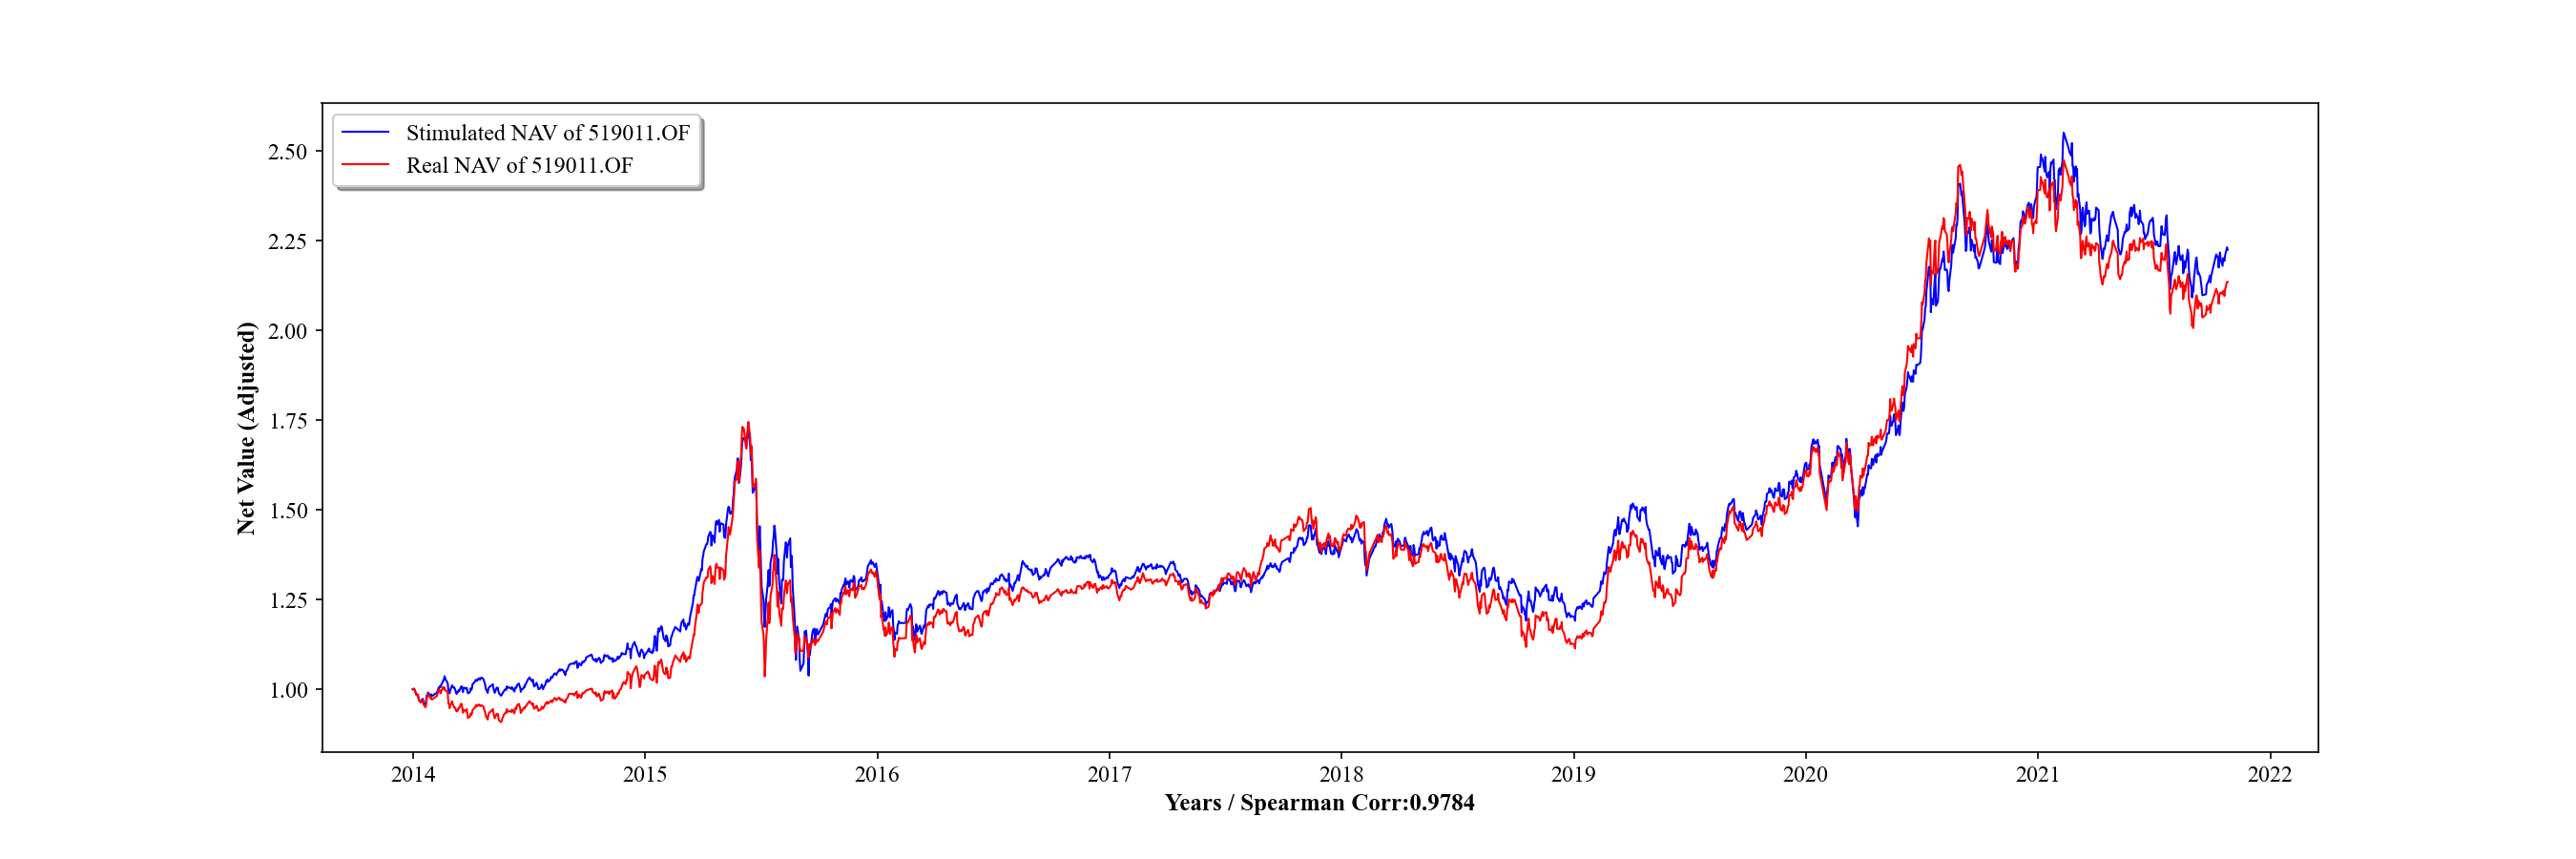 Stimulated NAV of 519011.OF
Real NAV of 519011.OF
2.50
2.25
2.00
1.75
1.50
1.25
1.00
Net Value (Adjusted)
2014 2015 2016 2017 2018 2019 2020 2021 2022
Years / Spearman Corr:0.9784